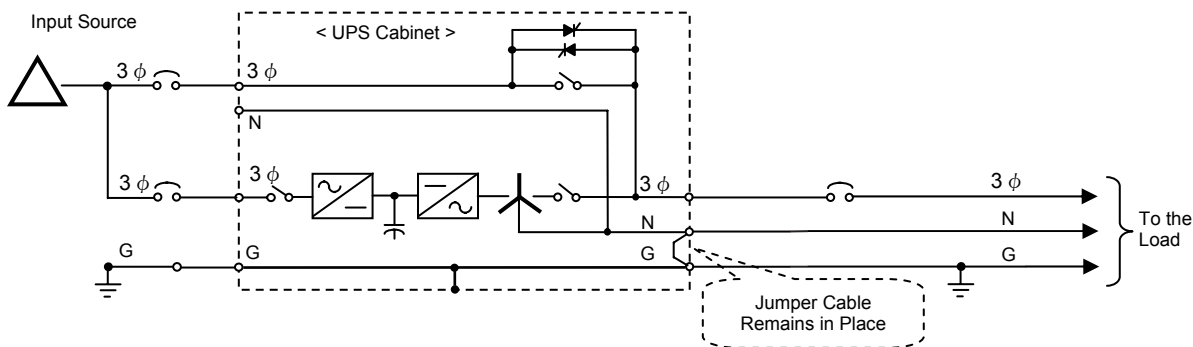 Input Source
< UPS Cabinet >
3 ϕ
3 ϕ
N
3 ϕ
3 ϕ
3 ϕ
3 ϕ
N
N
G
G
G
G
To the
Load
Jumper Cable
Remains in Place